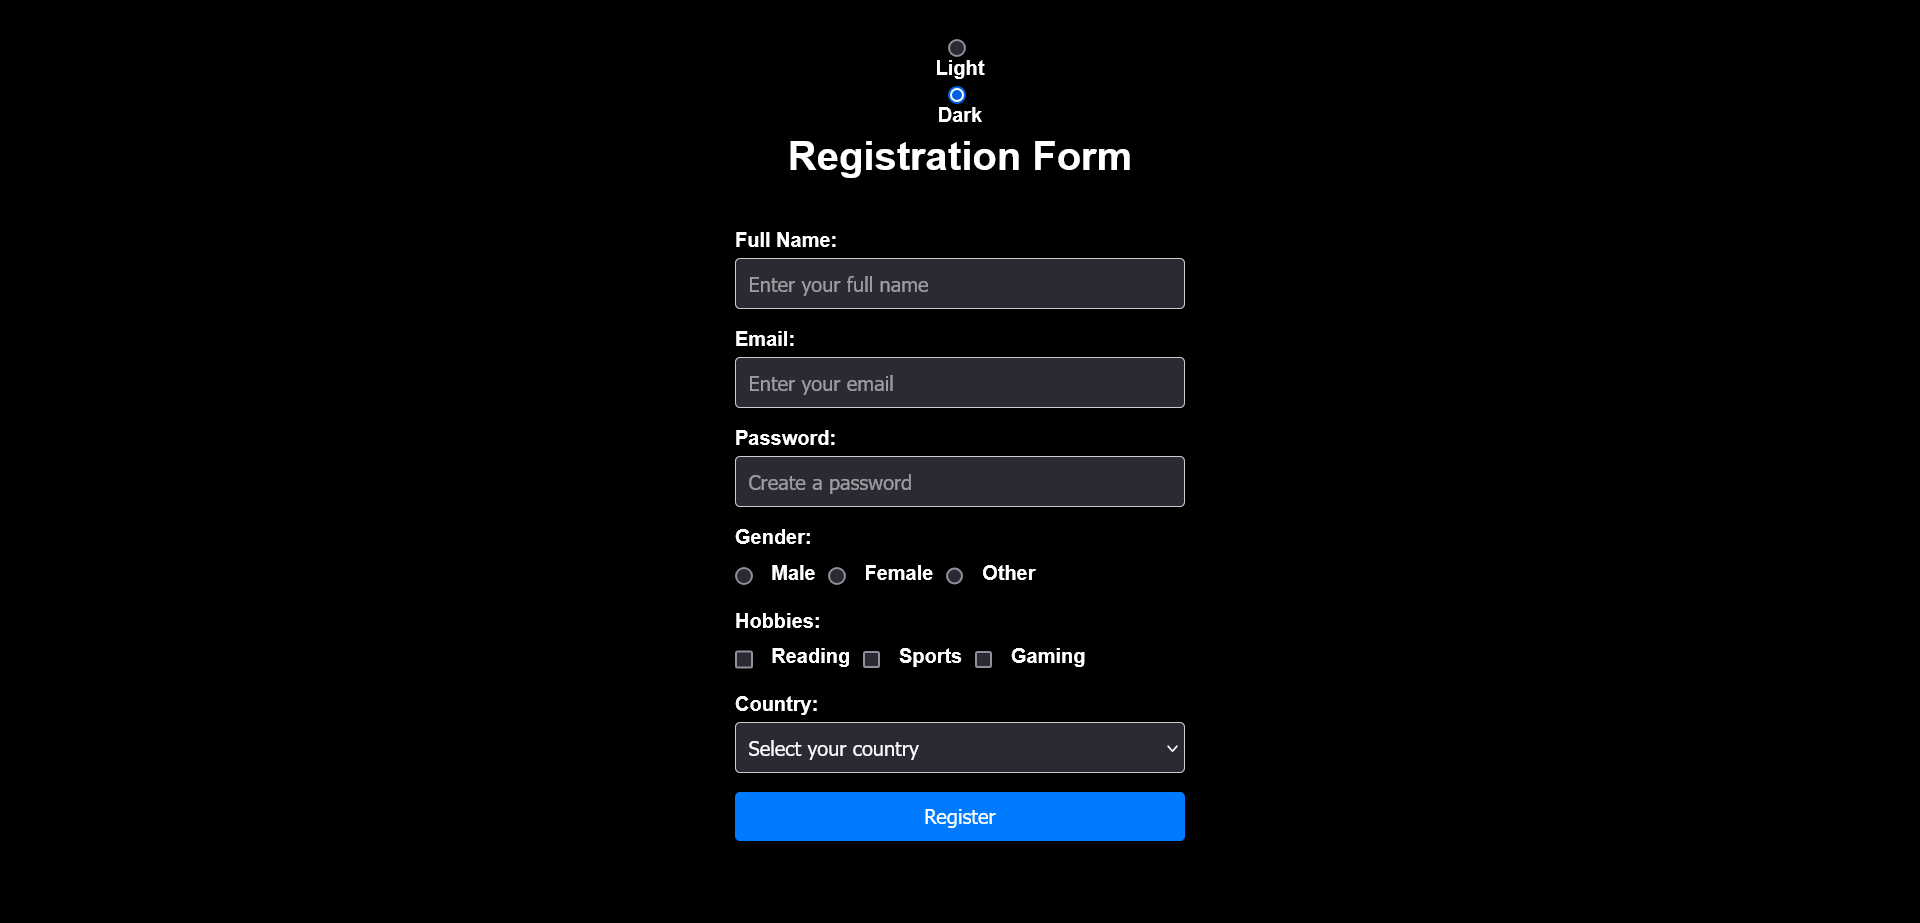 Light
Dark
Registration Form
Full Name:
Enter your full name
Email:
Enter your email
Password:
Create a password
Gender:
Male Female Other
Hobbies:
Reading Sports Gaming
Country:
Select your country
Register